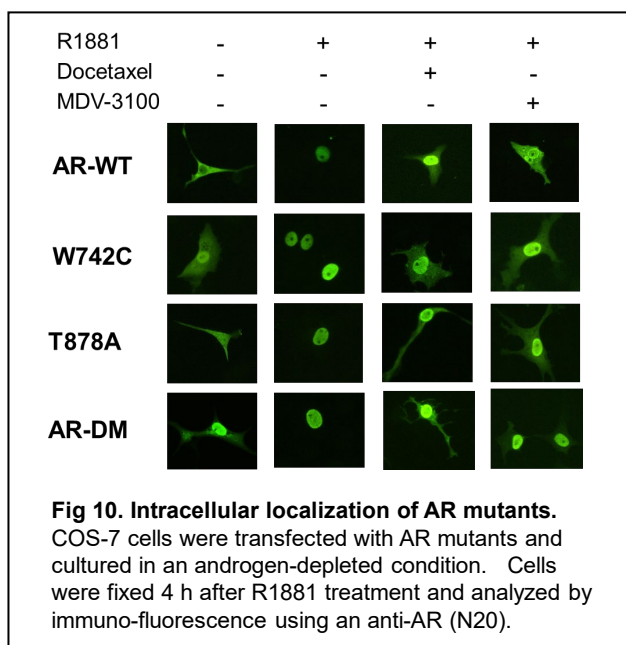 R1881 - + + +
Docetaxel - - + -
MDV-3100 - - - +
AR-WT
W742C
T878A
AR-DM
Fig 10. Intracellular localization of AR mutants.
COS-7 cells were transfected with AR mutants and
cultured in an androgen-depleted condition. Cells
were fixed 4 h after R1881 treatment and analyzed by
immuno-fluorescence using an anti-AR (N20).